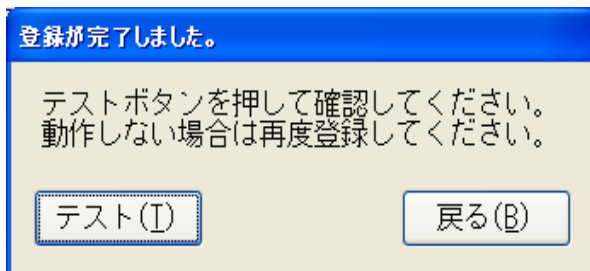 登録が完了しました。
テストボタンを押して確認してください。
動作しない場合は再度登録してください。
テスト(T)
戻る(B)